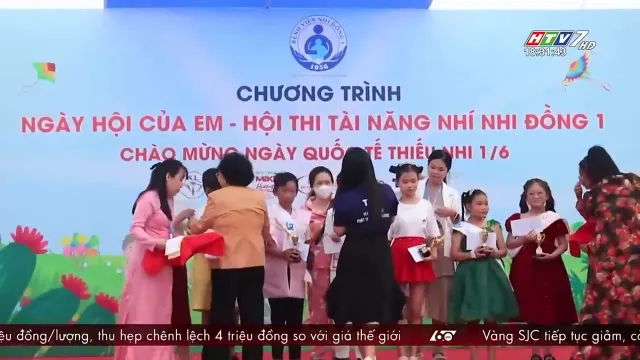 HTV7 HD
18:31:43
BỆNH VIỆN NHI ĐỒNG 1
1956
CHƯƠNG TRÌNH
NGÀY HỘI CỦA EM - HỘI THI TÀI NĂNG NHÍ NHI ĐỒNG 1
CHÀO MỪNG NGÀY QUỐC TẾ THIẾU NHI 1/6
iệu đồng/lượng, thu hẹp chênh lệch 4 triệu đồng so với giá thế giới
60
Vàng SJC tiếp tục giảm, c